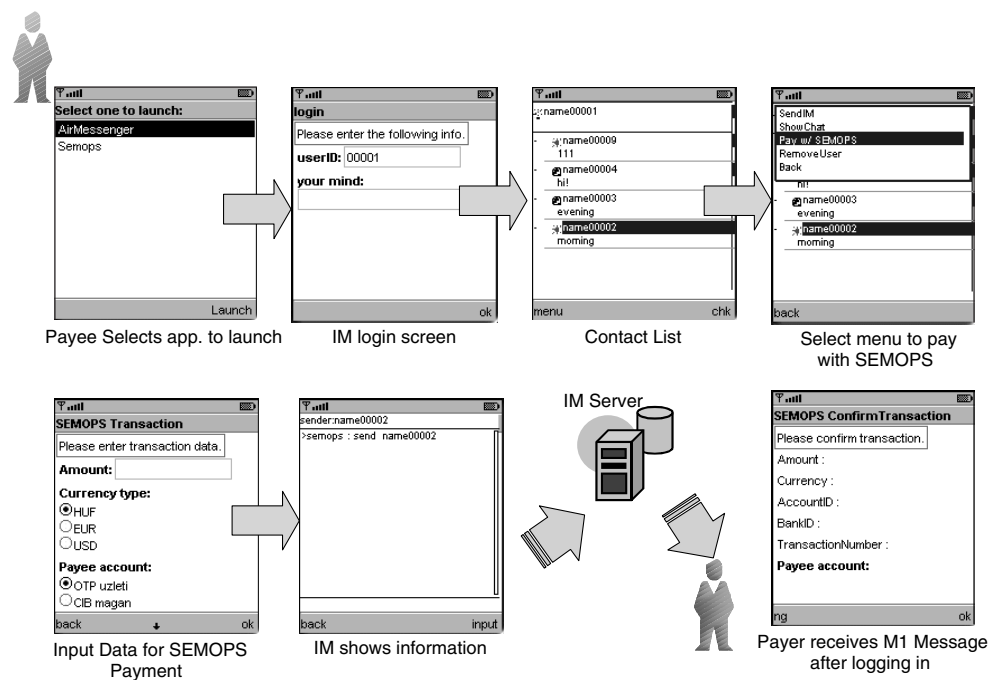 Select one to launch:
AirMessenger
Semops
Launch
Payee Selects app. to launch
login
Please enter the following info.
userID: 00001
your mind:
ok
IM login screen
name00001
name00009
111
name00004
hi!
name00003
evening
name00002
morning
menu chk
Contact List
SendIM
ShowChat
Pay w/ SEMOPS
RemoveUser
Back
hi!
name00003
evening
name00002
morning
back
Select menu to pay
with SEMOPS
SEMOPS Transaction
Please enter transaction data.
Amount:
Currency type:
HUF
EUR
USD
Payee account:
OTP uzleti
CIB magan
back ok
Input Data for SEMOPS
Payment
sender:name00002
>semops : send name00002
back input
IM shows information
IM Server
SEMOPS ConfirmTransaction
Please confirm transaction.
Amount :
Currency :
AccountID :
BankID :
TransactionNumber :
Payee account:
ng ok
Payer receives M1 Message
after logging in